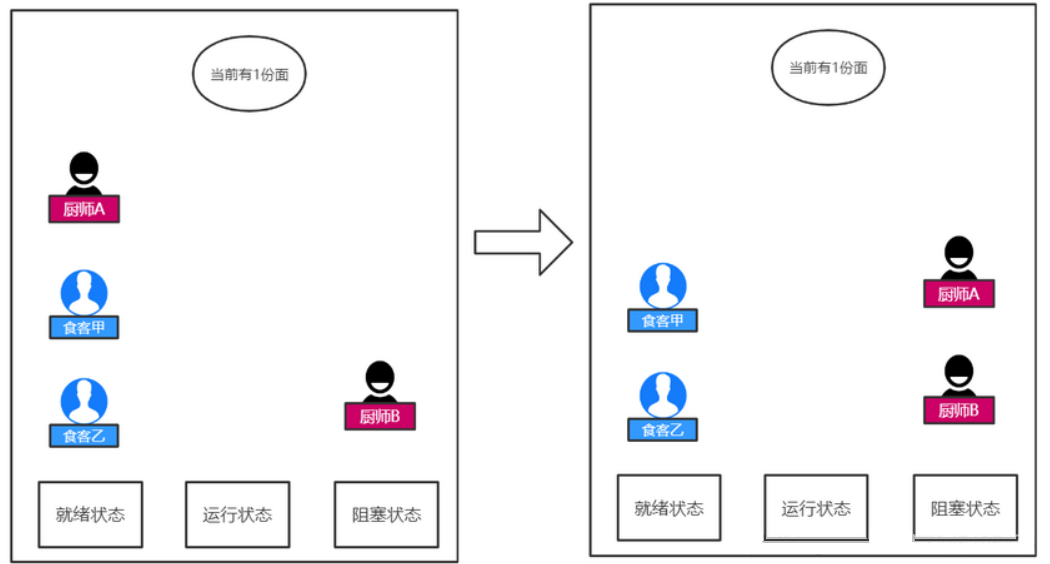 当前有1份面
厨师A
食客甲
食客乙
厨师B
就绪状态
运行状态
阻塞状态
当前有1份面
食客甲
厨师A
食客乙
厨师B
就绪状态
运行状态
阻塞状态